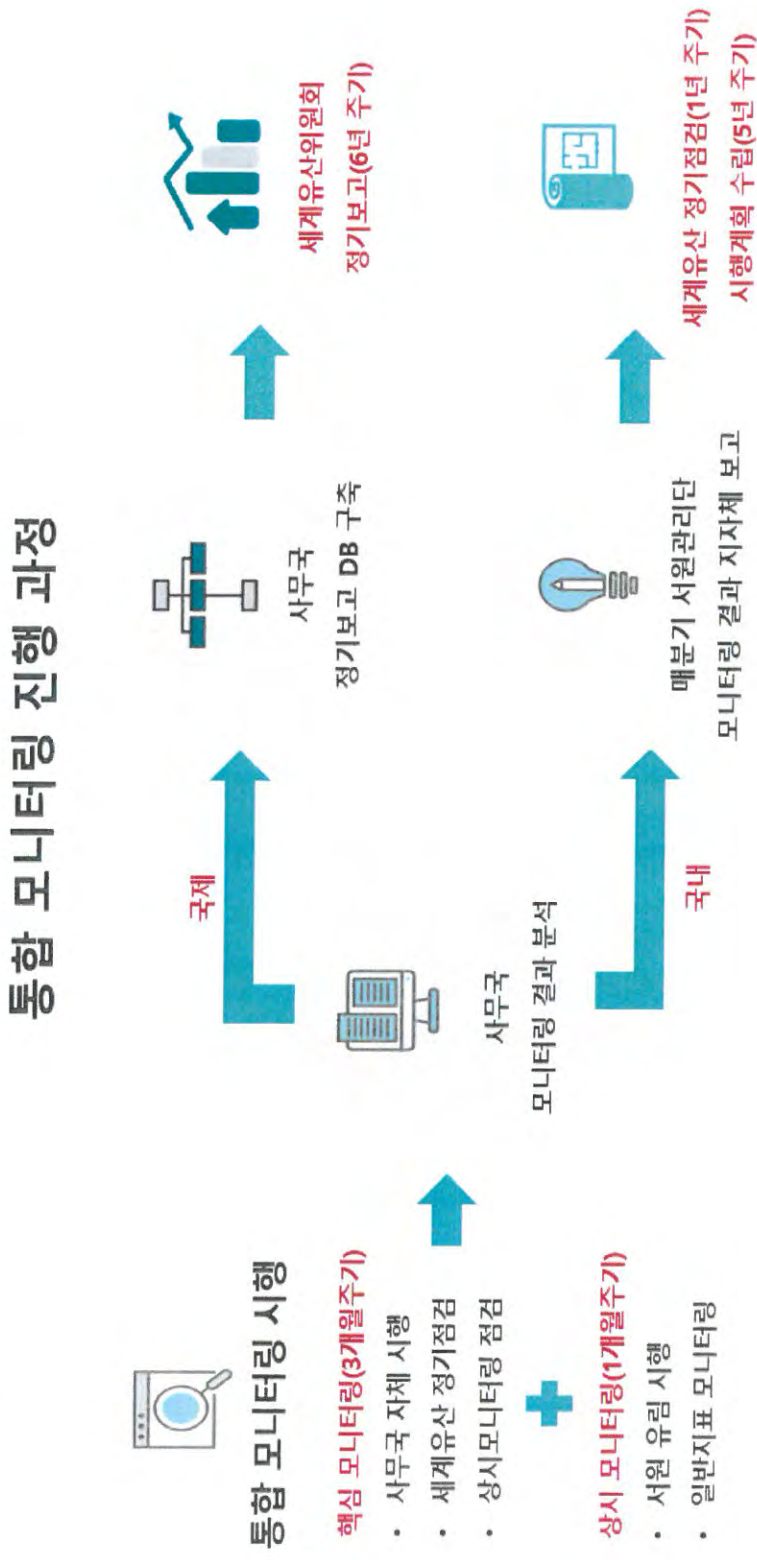 통합 모니터링 진행 과정
통합 모니터링 시행
핵심 모니터링(3개월주기)
• 사무국 자체 시행
• 세계유산 정기점검
• 상시모니터링 점검
상시 모니터링(1개월주기)
• 서원 유림 시행
• 일반지표 모니터링
사무국
모니터링 결과 분석
국제
사무국
정기보고 DB 구축
세계유산위원회
정기보고(6년 주기)
국내
매분기 서원관리단
모니터링 결과 지자체 보고
세계유산 정기점검(1년 주기)
시행계획 수립(5년 주기)